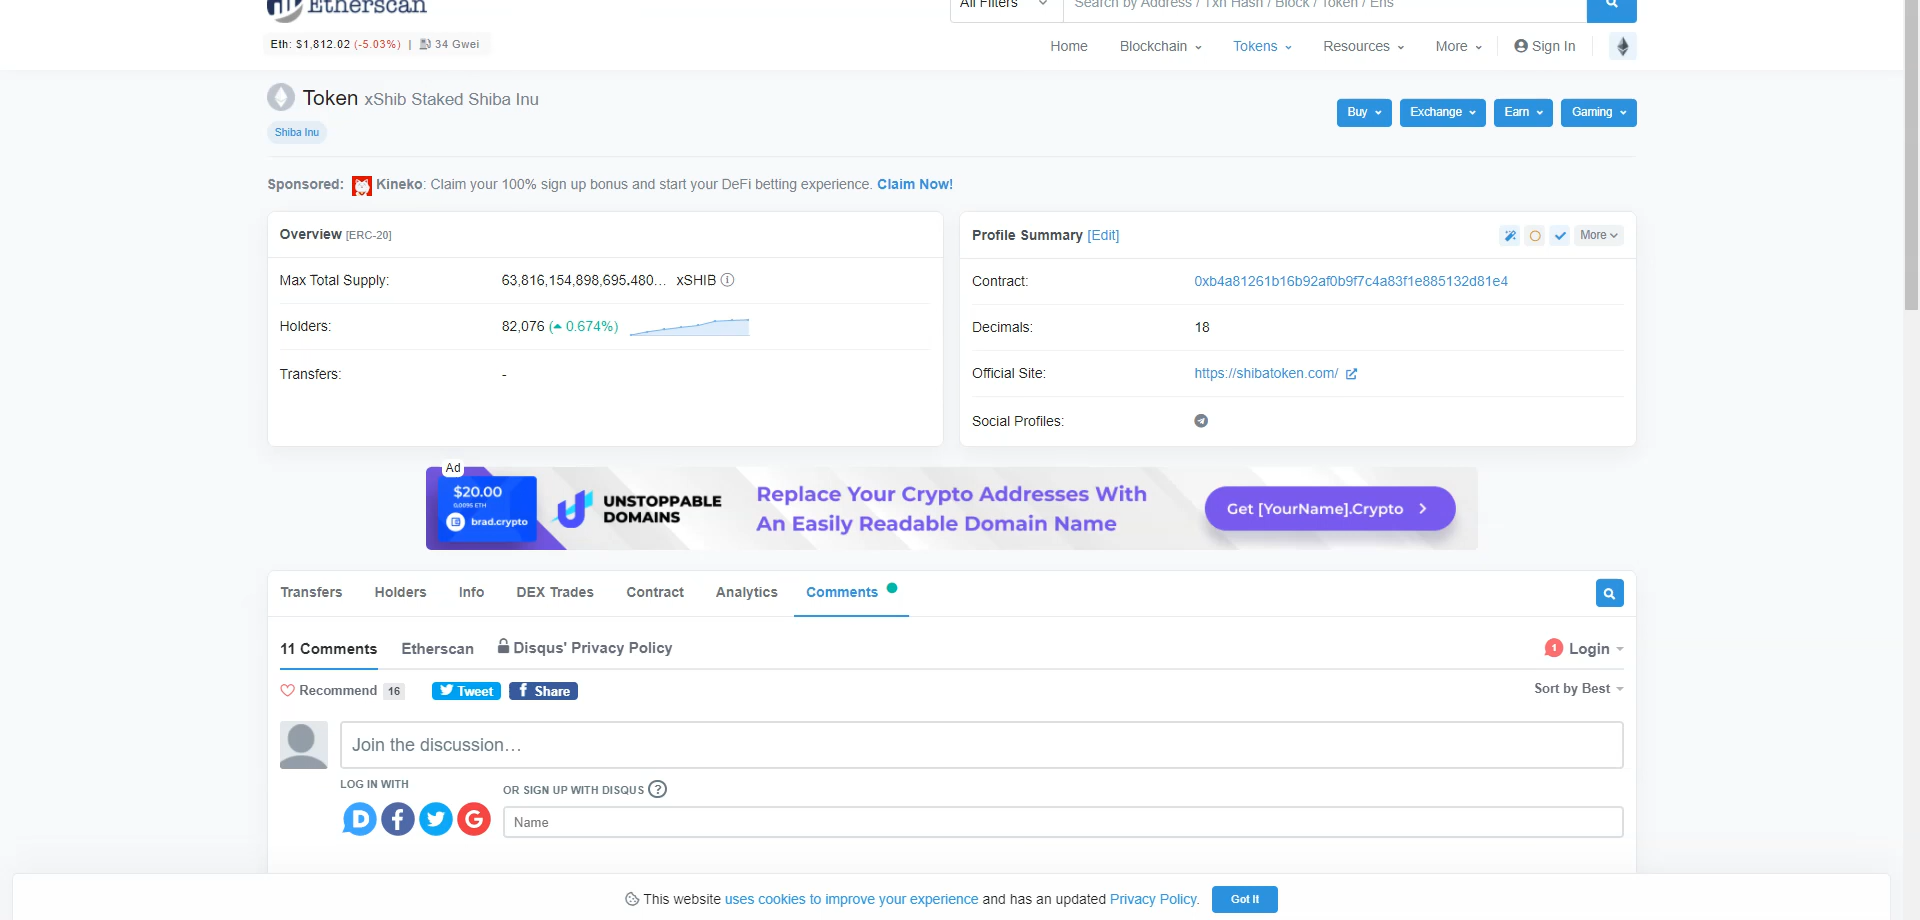 Etherscan
All Filters
Search by Address / Txn Hash / Block / Token / Ens
Eth: $1,812.02 (-5.03%) | 34 Gwei
Home Blockchain Tokens Resources More Sign In
Token xShib Staked Shiba Inu
Shiba Inu
Buy Exchange Earn Gaming
Sponsored: Kineko: Claim your 100% sign up bonus and start your DeFi betting experience. Claim Now!
Overview [ERC-20]
Max Total Supply: 63,816,154,898,695.480... xSHIB
Holders: 82,076 (0.674%)
Transfers: -
Profile Summary [Edit]
More
Contract: 0xb4a81261b16b92af0b9f7c4a83f1e885132d81e4
Decimals: 18
Official Site: https://shibatoken.com/
Social Profiles:
Ad
$20.00
0.0095 ETH
brad.crypto
UNSTOPPABLE
DOMAINS
Replace Your Crypto Addresses With
An Easily Readable Domain Name
Get [YourName].Crypto
Transfers Holders Info DEX Trades Contract Analytics Comments
11 Comments Etherscan Disqus' Privacy Policy
1 Login
Recommend 16 Tweet f Share
Sort by Best
Join the discussion…
LOG IN WITH
OR SIGN UP WITH DISQUS ?
D f G
Name
This website uses cookies to improve your experience and has an updated Privacy Policy.
Got It